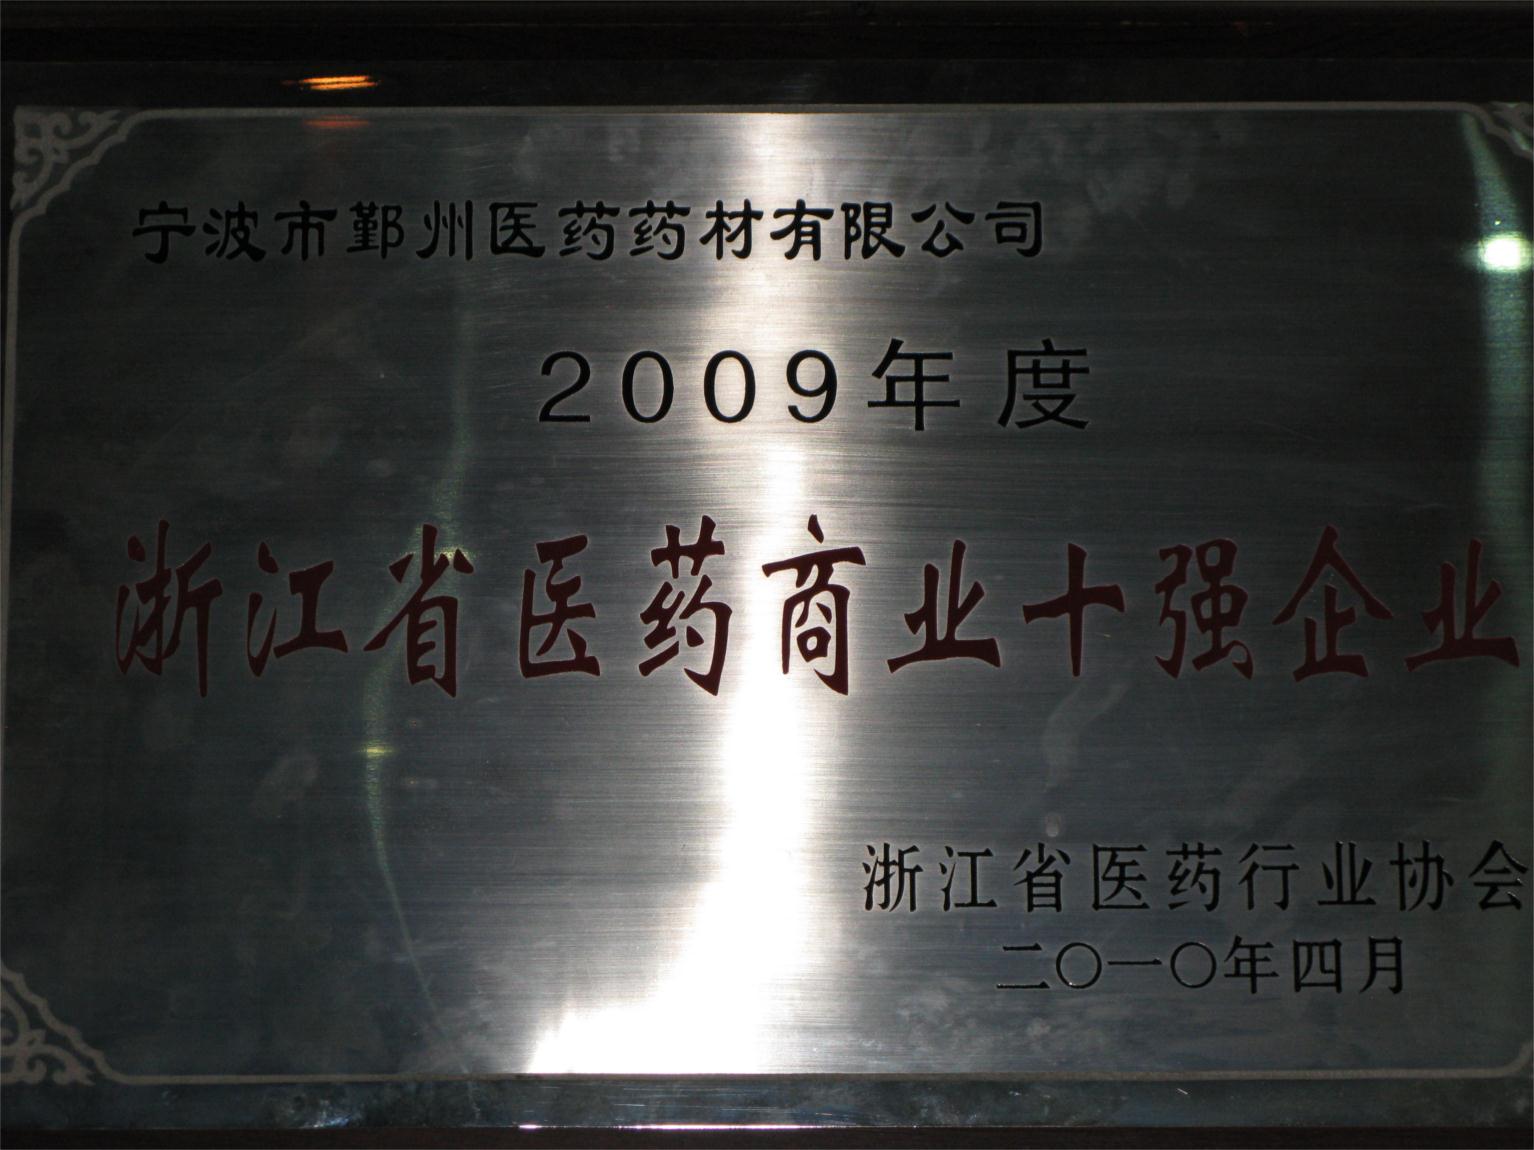 宁波市鄞州医药药材有限公司
2009年度
浙江省医药商业十强企业
浙江省医药行业协会
二〇一〇年四月